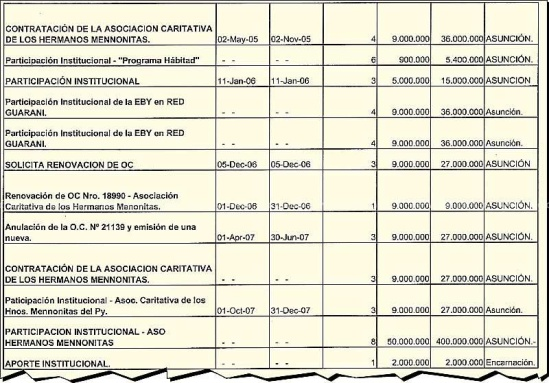 CONTRATACIÓN DE LA ASOCIACION CARITATIVA
DE LOS HERMANOS MENNONITAS. 02-May-05 02-Nov-05 4 9.000.000 36.000.000 ASUNCIÓN.
Participación Institucional - "Programa Hábitad" - - - - 6 900.000 5.400.000 ASUNCIÓN.
PARTICIPACIÓN INSTITUCIONAL 11-Jan-06 11-Jan-06 3 5.000.000 15.000.000 ASUNCION
Participación Institucional de la EBY en RED
GUARANI. - - - - 4 9.000.000 36.000.000 Asunción.
Participación Institucional de la EBY en RED
GUARANI. - - - - 4 9.000.000 36.000.000 Asunción.
SOLICITA RENOVACION DE OC 05-Dec-06 05-Dec-06 3 9.000.000 27.000.000 ASUNCIÓN
Renovación de OC Nro. 18990 - Asociación
Caritativa de los Hermanos Menonitas. 01-Dec-06 31-Dec-06 1 9.000.000 9.000.000 ASUNCIÓN.
Anulación de la O.C. Nº 21139 y emisión de una
nueva. 01-Apr-07 30-Jun-07 3 9.000.000 27.000.000 ASUNCIÓN.
CONTRATACIÓN DE LA ASOCIACION CARITATIVA
DE LOS HERMANOS MENNONITAS. - - - - 3 9.000.000 27.000.000 ASUNCIÓN.
Paticipación Institucional - Asoc. Caritativa de los
Hnos. Mennonitas del Py. 01-Oct-07 31-Dec-07 3 9.000.000 27.000.000 Asunción.
PARTICIPACION INSTITUCIONAL - ASO
HERMANOS MENNONITAS - - - - 8 50.000.000 400.000.000 ASUNCIÓN.-
APORTE INSTITUCIONAL. - - - - 1 2.000.000 2.000.000 Encarnación.